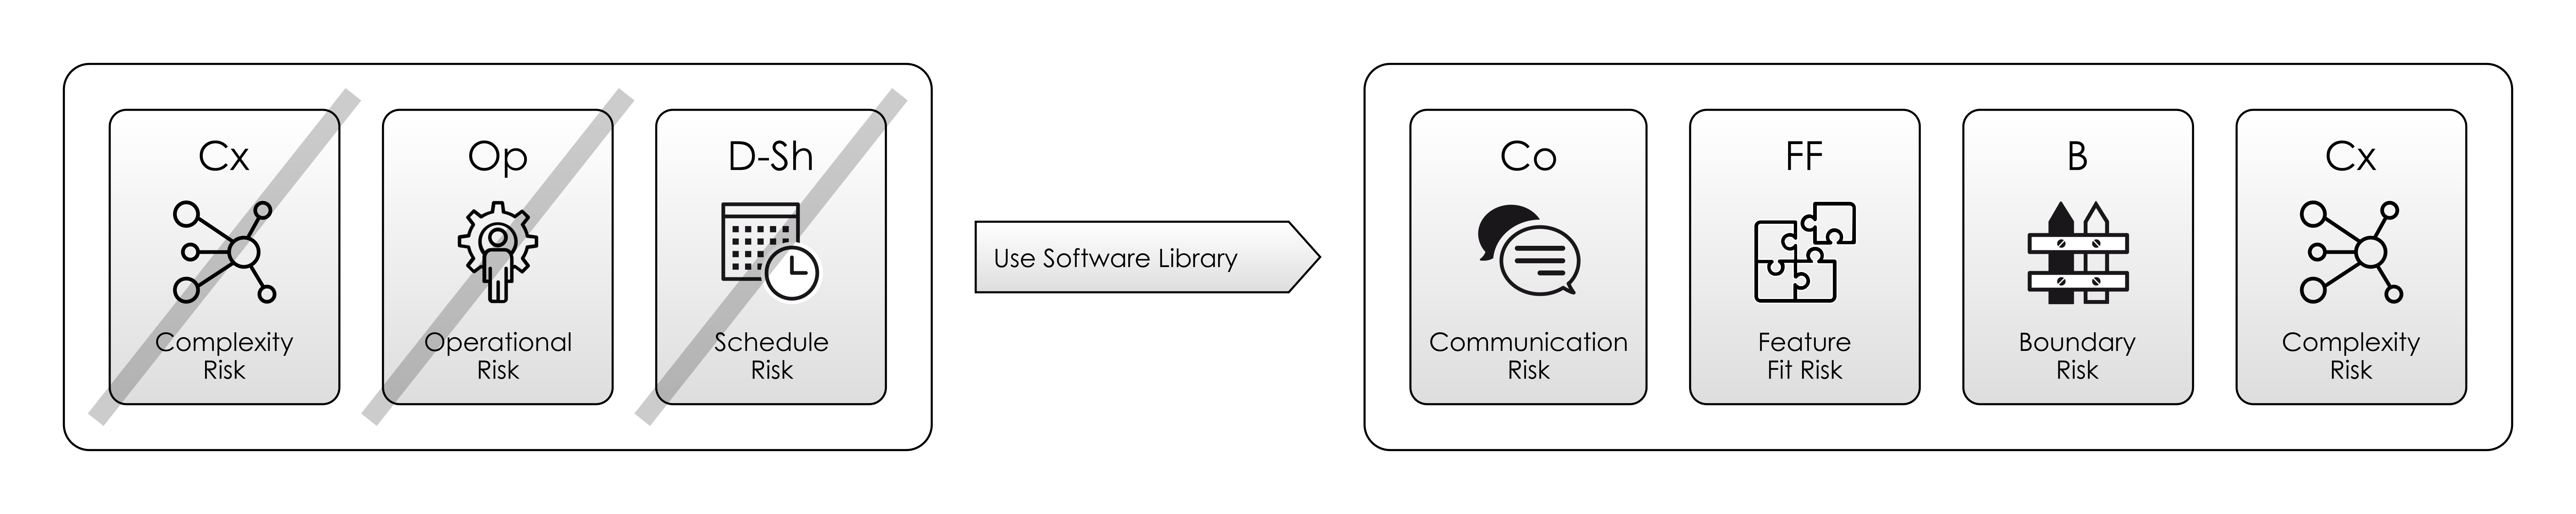 Cx
Complexity
Risk
Op
Operational
Risk
D-Sh
Schedule
Risk
Use Software Library
Co
Communication
Risk
FF
Feature
Fit Risk
B
Boundary
Risk
Cx
Complexity
Risk